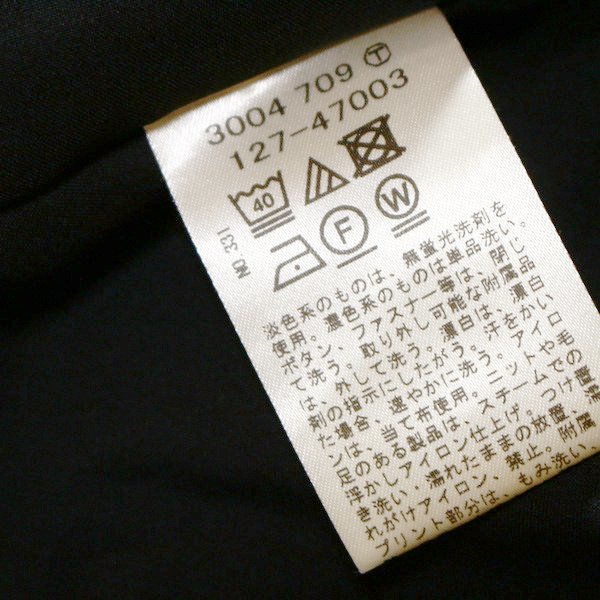 3004 709 Ⓣ
127-47003
40
F W
NO.331
淡色系のものは、無蛍光洗剤を
使用。濃色系のものは単品洗い。
ボタン、ファスナー等は、閉じ
て洗う。取り外し可能な附属品
は、外して洗う。漂白は、漂白
剤の指示にしたがう。汗をかい
た場合、速やかに洗う。アイロ
ンは、当て布使用。ニットや毛
足のある製品は、スチームでの
浮かしアイロン仕上げ。つけ置
き洗い・濡れたままの放置、濡
れがけアイロン、禁止。附属
プリント部分は、もみ洗い、